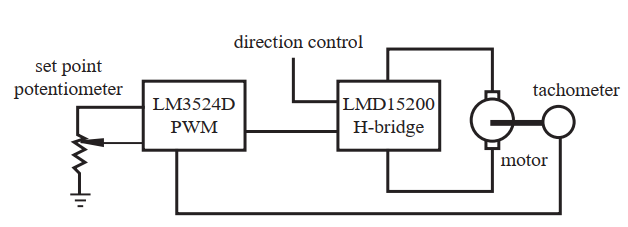 direction control
set point
potentiometer
LM3524D
PWM
LMD15200
H-bridge
tachometer
motor